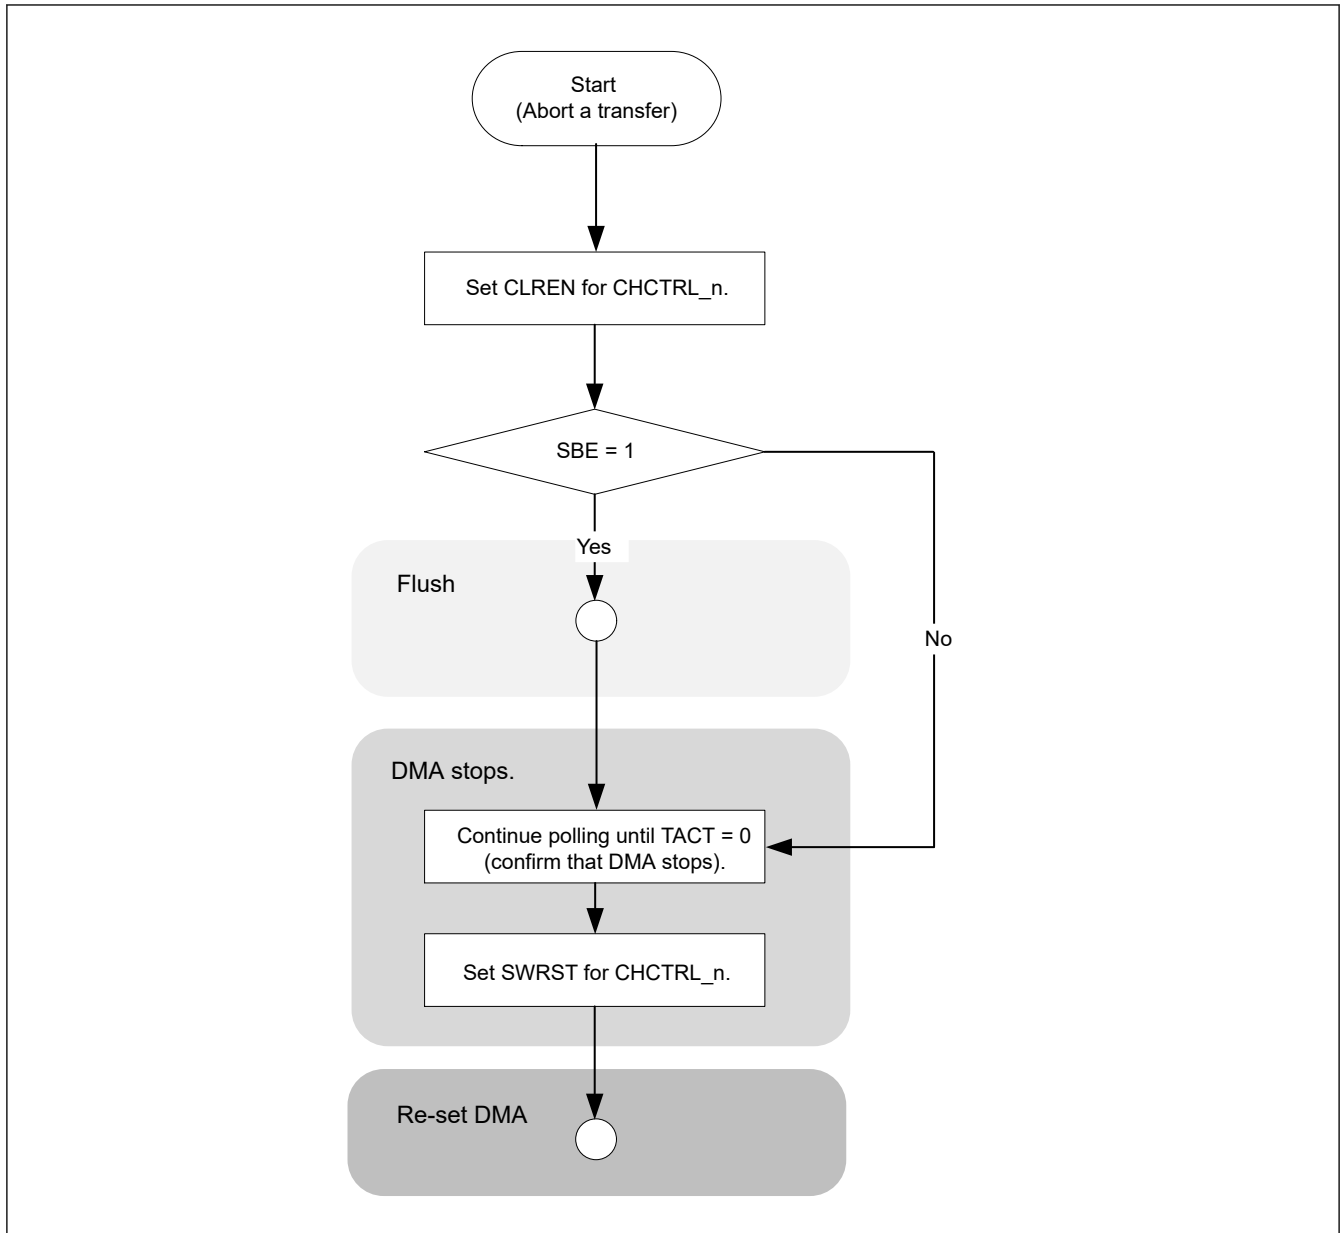 Start
(Abort a transfer)
Set CLREN for CHCTRL_n.
SBE = 1
Yes
Flush
No
DMA stops.
Continue polling until TACT = 0
(confirm that DMA stops).
Set SWRST for CHCTRL_n.
Re-set DMA